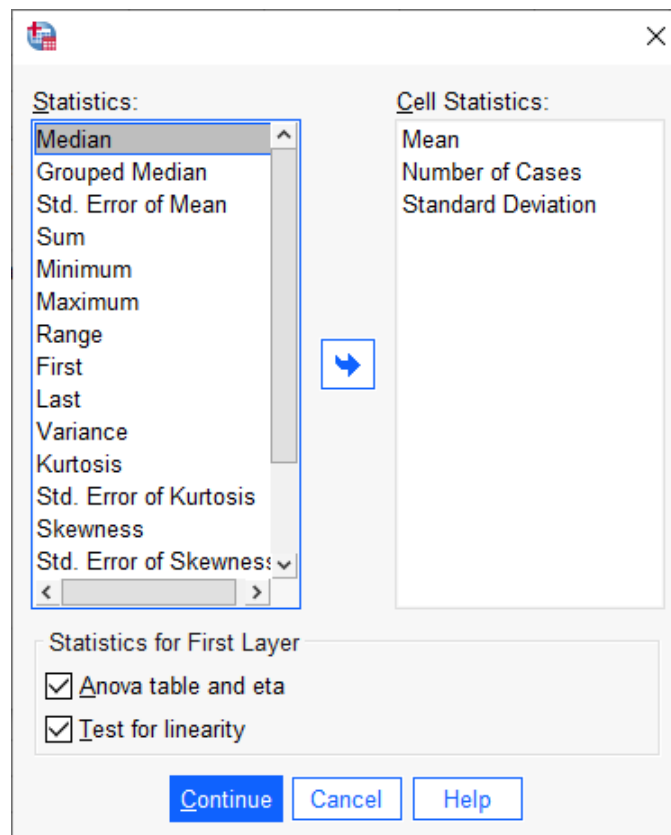 Statistics:
Median
Grouped Median
Std. Error of Mean
Sum
Minimum
Maximum
Range
First
Last
Variance
Kurtosis
Std. Error of Kurtosis
Skewness
Std. Error of Skewness
Cell Statistics:
Mean
Number of Cases
Standard Deviation
Statistics for First Layer
Anova table and eta
Test for linearity
Continue
Cancel
Help